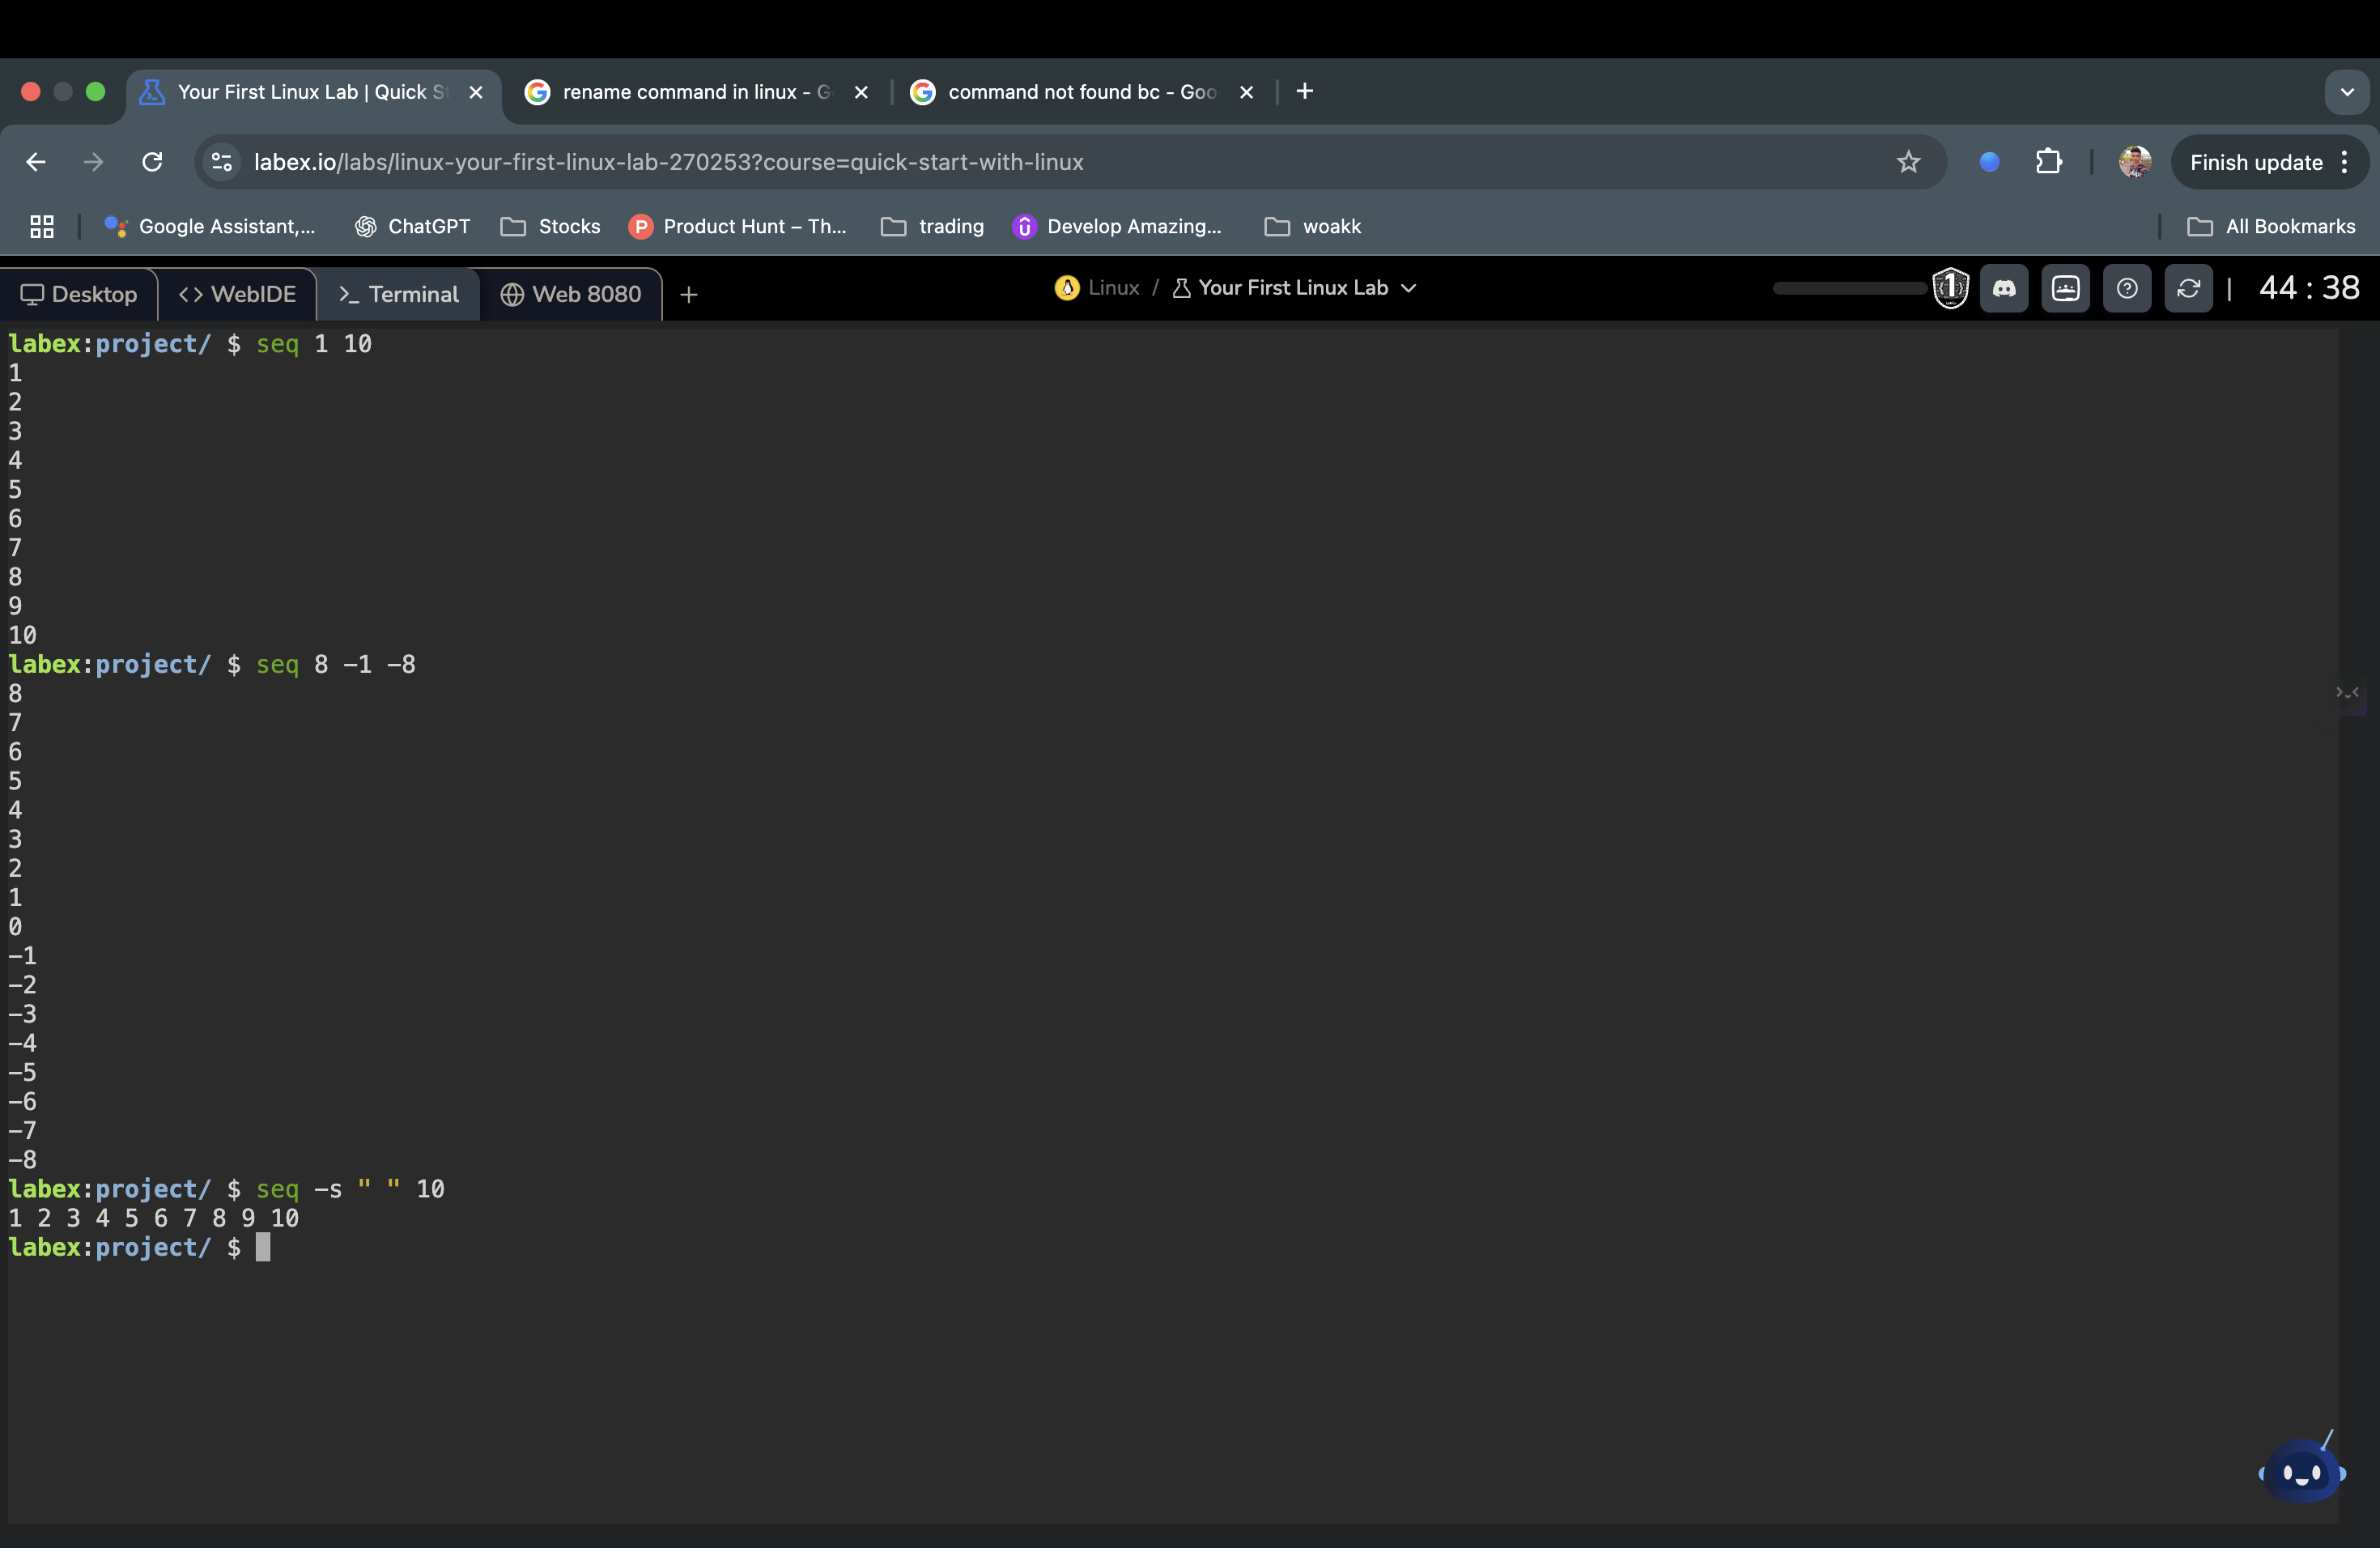 Your First Linux Lab | Quick S
rename command in linux - G
command not found bc - Goo
labex.io/labs/linux-your-first-linux-lab-270253?course=quick-start-with-linux
Finish update
Google Assistant,...
ChatGPT
Stocks
Product Hunt – Th...
trading
Develop Amazing...
woakk
All Bookmarks
Desktop
WebIDE
Terminal
Web 8080
Linux / Your First Linux Lab
44 : 38
labex:project/ $ seq 1 10
1
2
3
4
5
6
7
8
9
10
labex:project/ $ seq 8 -1 -8
8
7
6
5
4
3
2
1
0
-1
-2
-3
-4
-5
-6
-7
-8
labex:project/ $ seq -s " " 10
1 2 3 4 5 6 7 8 9 10
labex:project/ $